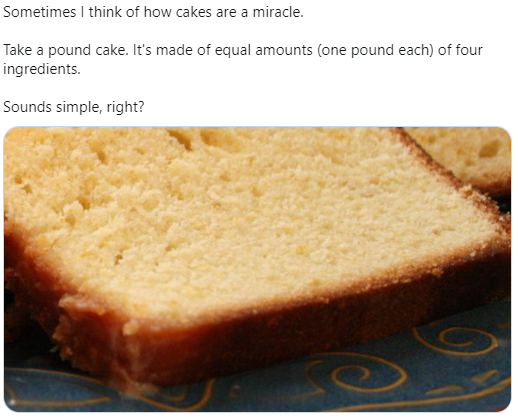 Sometimes I think of how cakes are a miracle.
Take a pound cake. It's made of equal amounts (one pound each) of four
ingredients.
Sounds simple, right?